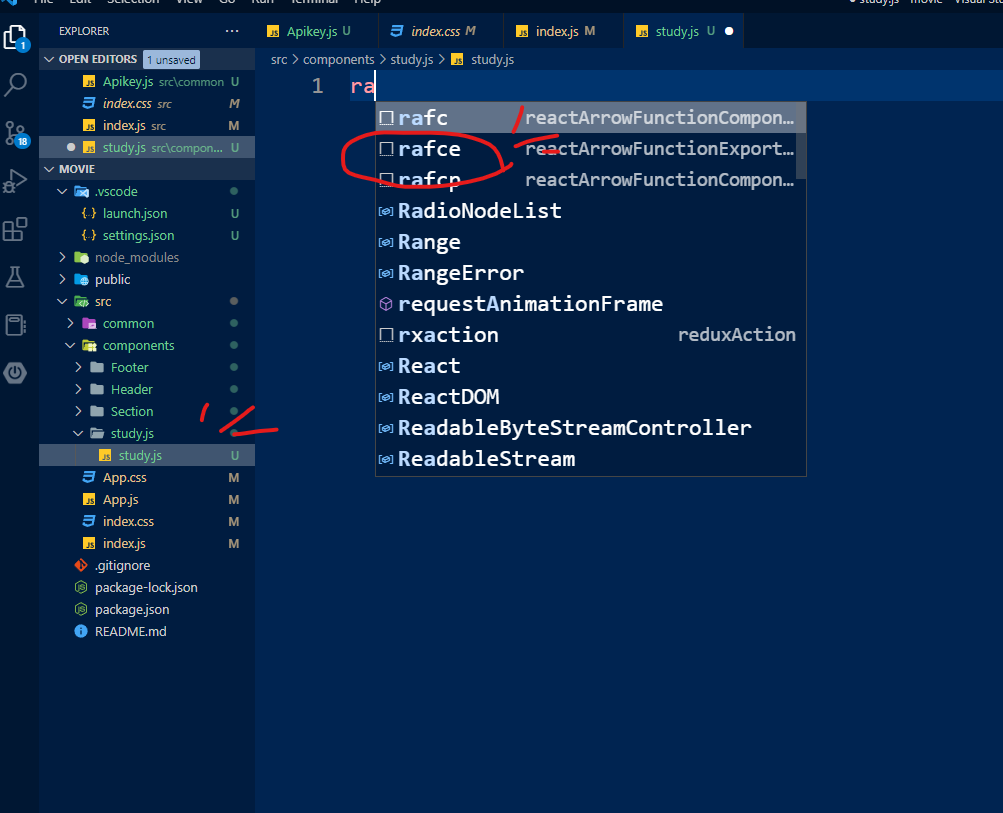 File Edit Selection View Go Run Terminal Help
study.js - movie - Visual Stu
EXPLORER
Apikey.js U
index.css M
index.js M
study.js U
OPEN EDITORS 1 unsaved
src > components > study.js > study.js
Apikey.js src\common U
index.css src M
index.js src M
study.js src\compon... U
1 ra
rafc reactArrowFunctionCompon...
rafce reactArrowFunctionExport...
rafcp reactArrowFunctionCompon...
RadioNodeList
Range
RangeError
requestAnimationFrame
rxaction reduxAction
React
ReactDOM
ReadableByteStreamController
ReadableStream
MOVIE
.vscode
launch.json U
settings.json U
node_modules
public
src
common
components
Footer
Header
Section
study.js
study.js U
App.css M
App.js M
index.css M
index.js M
.gitignore
package-lock.json
package.json
README.md
1
18